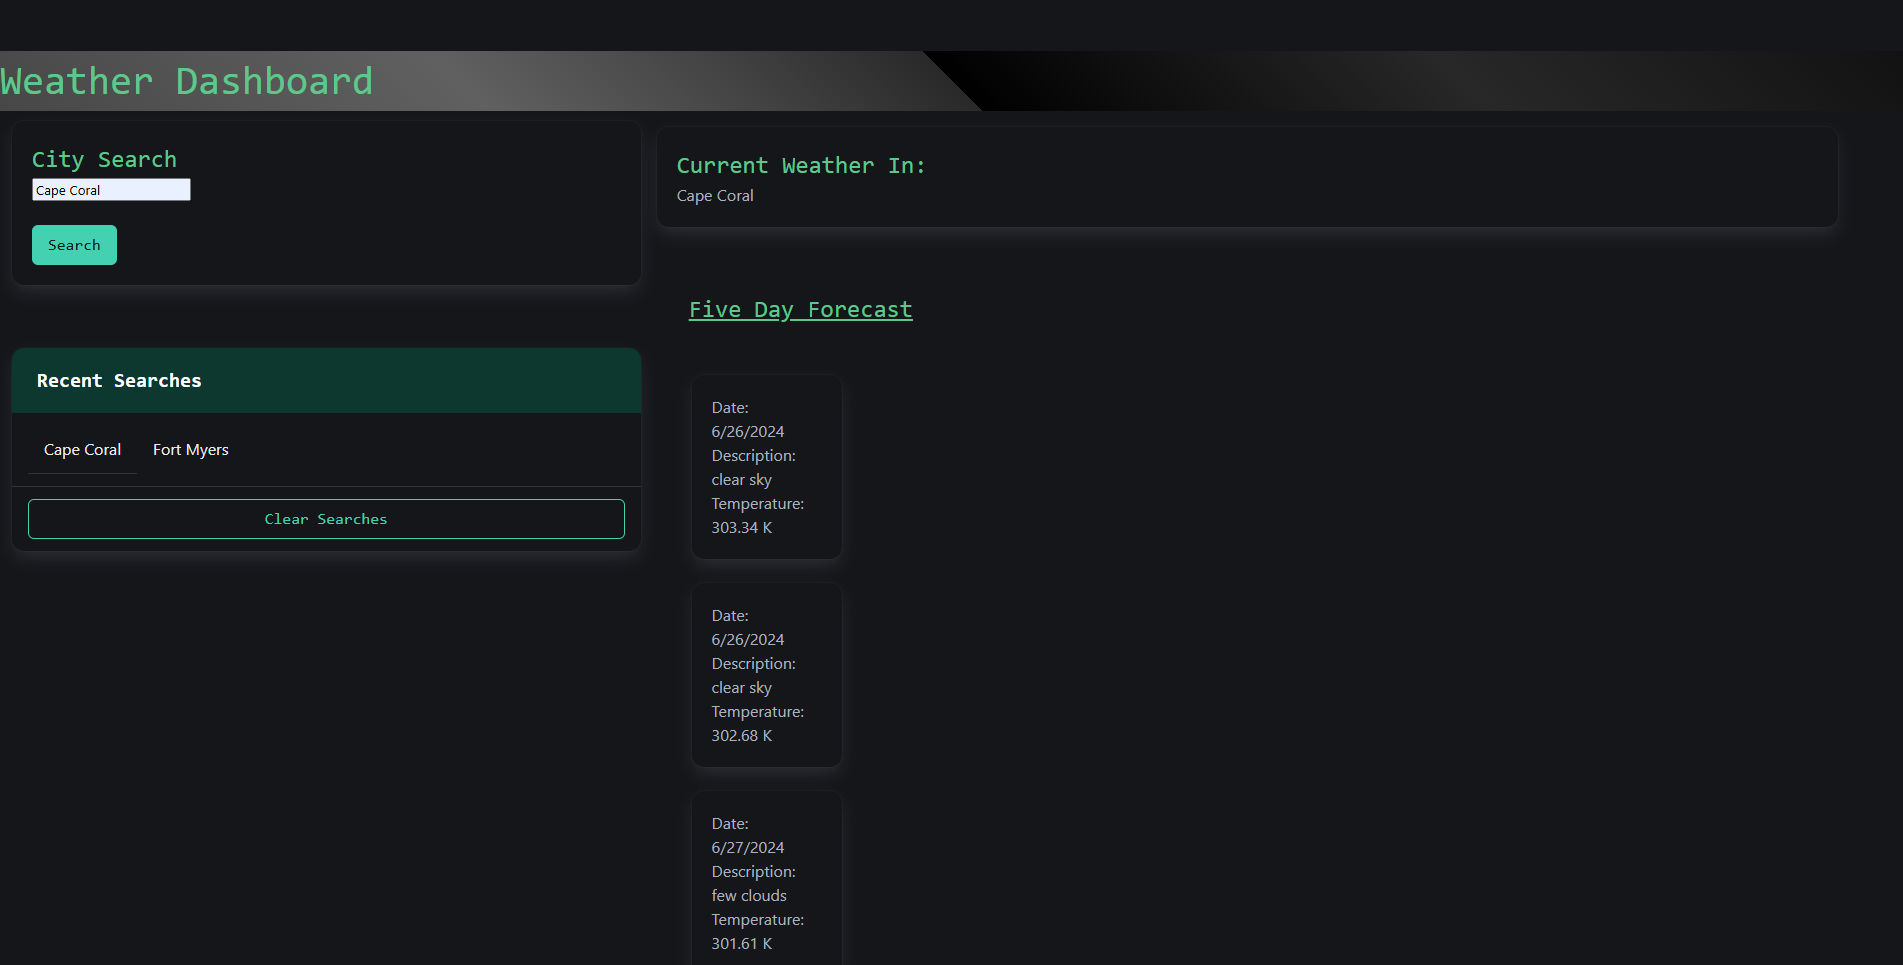 Weather Dashboard
City Search
Cape Coral
Search
Recent Searches
Cape Coral Fort Myers
Clear Searches
Current Weather In:
Cape Coral
Five Day Forecast
Date:
6/26/2024
Description:
clear sky
Temperature:
303.34 K
Date:
6/26/2024
Description:
clear sky
Temperature:
302.68 K
Date:
6/27/2024
Description:
few clouds
Temperature:
301.61 K